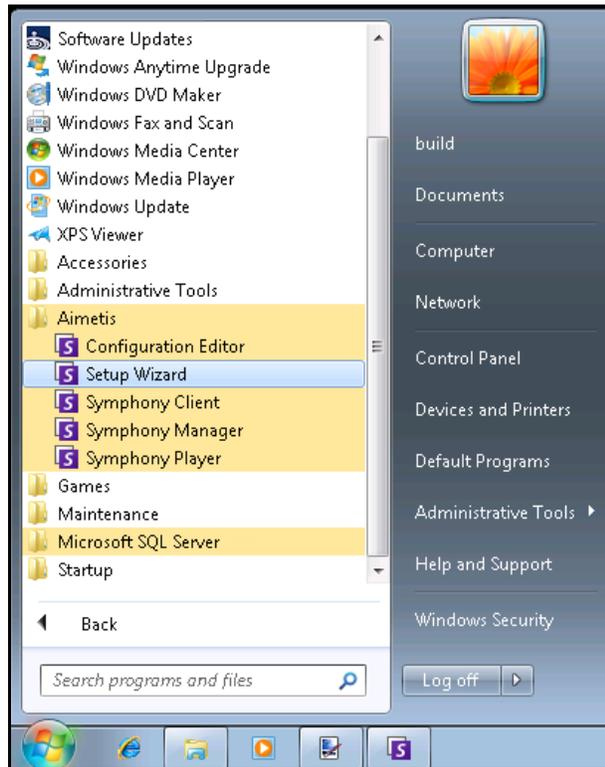 Software Updates
Windows Anytime Upgrade
Windows DVD Maker
Windows Fax and Scan
Windows Media Center
Windows Media Player
Windows Update
XPS Viewer
Accessories
Administrative Tools
Aimetis
Configuration Editor
Setup Wizard
Symphony Client
Symphony Manager
Symphony Player
Games
Maintenance
Microsoft SQL Server
Startup
Back
Search programs and files
build
Documents
Computer
Network
Control Panel
Devices and Printers
Default Programs
Administrative Tools
Help and Support
Windows Security
Log off